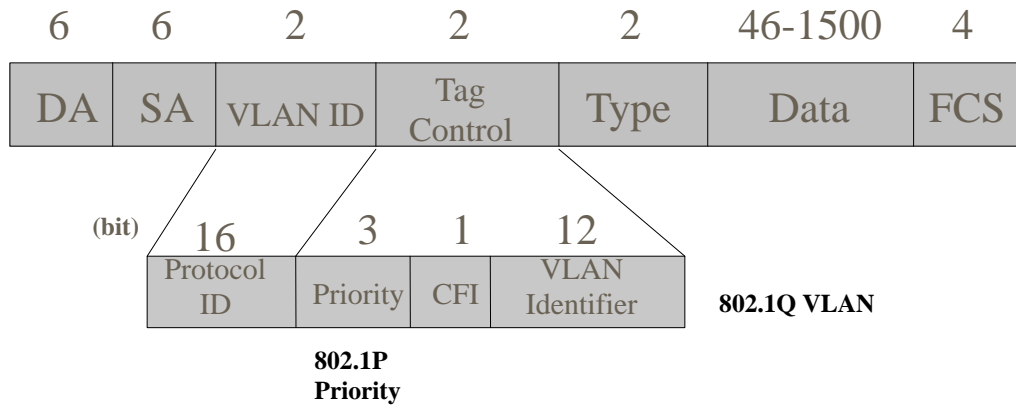 6 6 2 2 2 46-1500 4
DA SA VLAN ID Tag Control Type Data FCS
(bit) 16 3 1 12
Protocol ID Priority CFI VLAN Identifier
802.1Q VLAN
802.1P
Priority